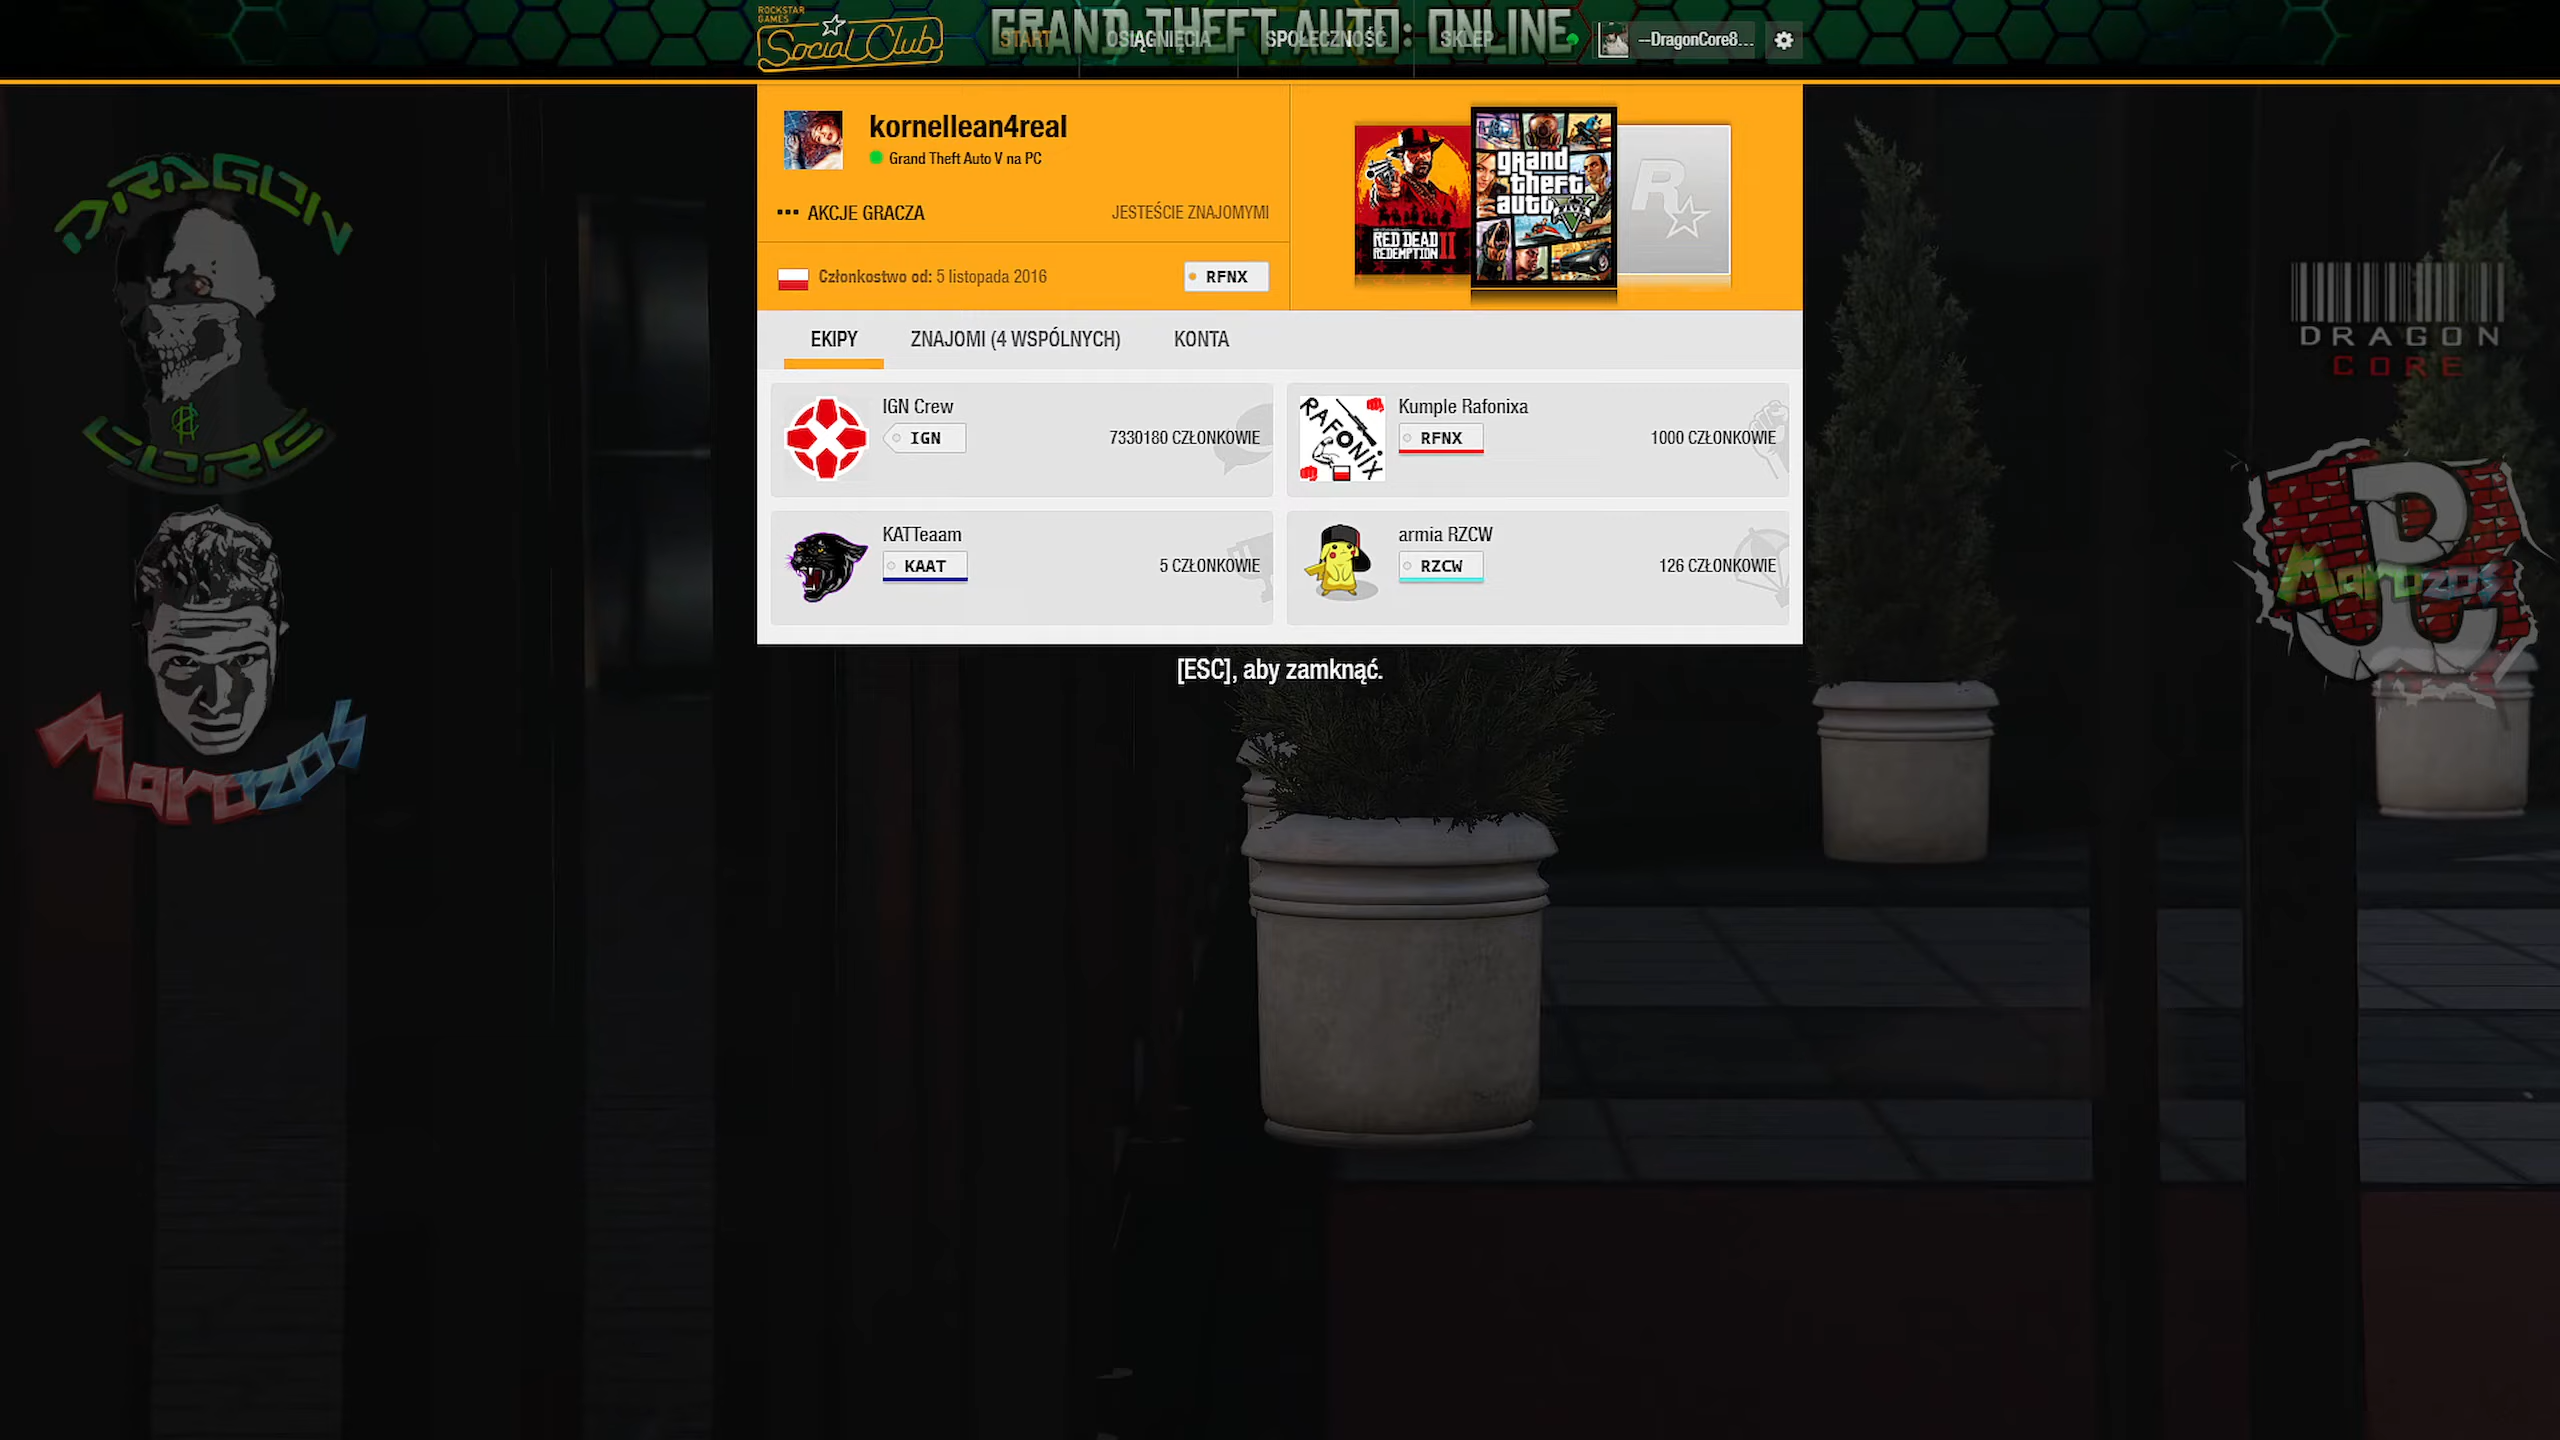 ROCKSTAR
GAMES
Social Club
GRAND THEFT AUTO: ONLINE
START
OSIĄGNIĘCIA
SPOŁECZNOŚĆ
SKLEP
--DragonCore8...
kornellean4real
Grand Theft Auto V na PC
AKCJE GRACZA
JESTEŚCIE ZNAJOMYMI
Członkostwo od: 5 listopada 2016
RFNX
RED DEAD
REDEMPTION II
grand
theft
auto
V
R
EKIPY
ZNAJOMI (4 WSPÓLNYCH)
KONTA
IGN Crew
IGN
7330180 CZŁONKOWIE
RAFONIX
Kumple Rafonixa
RFNX
1000 CZŁONKOWIE
KATTeaam
KAAT
5 CZŁONKOWIE
armia RZCW
RZCW
126 CZŁONKOWIE
[ESC], aby zamknąć.
DRAGON
CORE
Marozos
DRAGON
CORE
Marozos